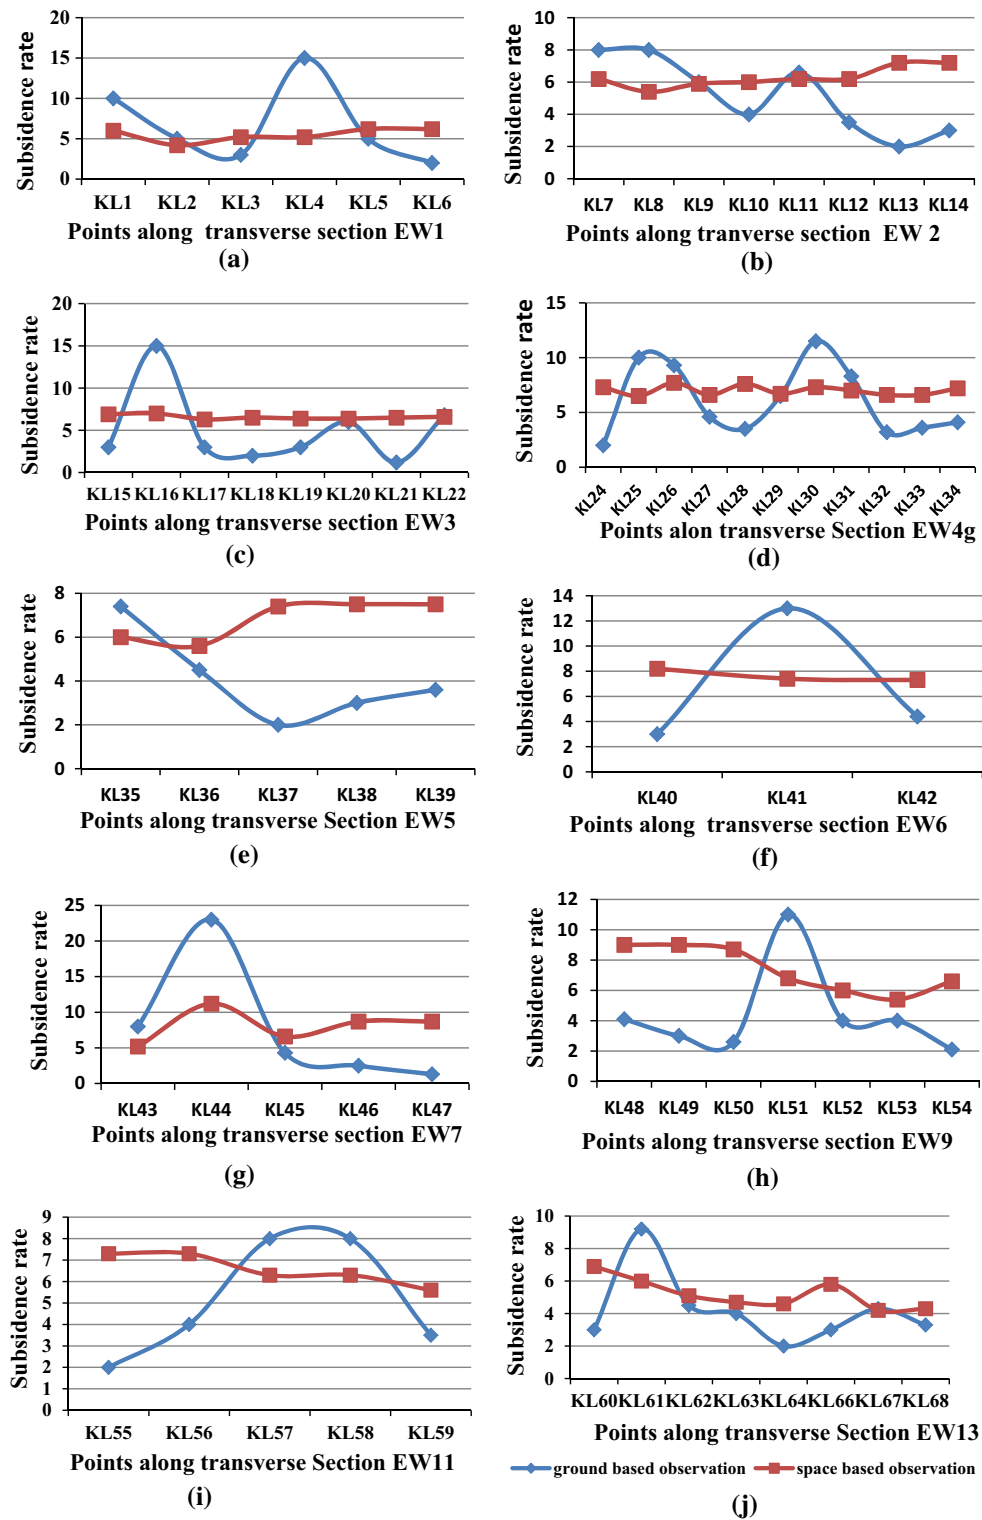 20
15
10
5
0
Subsidence rate
KL1 KL2 KL3 KL4 KL5 KL6
Points along transverse section EW1
(a)
10
8
6
4
2
0
Subsidence rate
KL7 KL8 KL9 KL10 KL11 KL12 KL13 KL14
Points along tranverse section EW 2
(b)
20
15
10
5
0
Subsidence rate
KL15 KL16 KL17 KL18 KL19 KL20 KL21 KL22
Points along transverse section EW3
(c)
15
10
5
0
Subsidence rate
KL24 KL25 KL26 KL27 KL28 KL29 KL30 KL31 KL32 KL33 KL34
Points alon transverse Section EW4g
(d)
8
6
4
2
0
Subsidence rate
KL35 KL36 KL37 KL38 KL39
Points along transverse Section EW5
(e)
14
12
10
8
6
4
2
0
Subsidence rate
KL40 KL41 KL42
Points along transverse section EW6
(f)
25
20
15
10
5
0
Subsidence rate
KL43 KL44 KL45 KL46 KL47
Points along transverse section EW7
(g)
12
10
8
6
4
2
0
Subsidence rate
KL48 KL49 KL50 KL51 KL52 KL53 KL54
Points along transverse section EW9
(h)
9
8
7
6
5
4
3
2
1
0
Subsidence rate
KL55 KL56 KL57 KL58 KL59
Points along transverse Section EW11
(i)
10
8
6
4
2
0
Subsidence rate
KL60 KL61 KL62 KL63 KL64 KL66 KL67 KL68
Points along transverse Section EW13
ground based observation space based observation
(j)